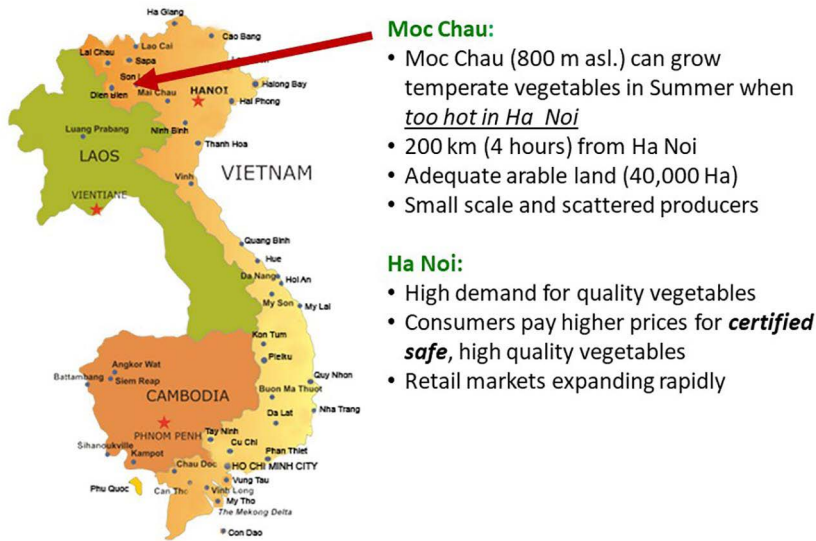 Ha Giang
Cao Bang
Lao Cai
Lai Chau
Sapa
Son
Dien Bien
Mai Chau
HANOI
Halong Bay
Hai Phong
Ninh Binh
Thanh Hoa
Luang Prabang
LAOS
VIETNAM
Vinh
VIENTIANE
Quang Binh
Hue
Da Nang
Hoi An
My Son
My Lai
Kon Tum
Pleiku
Angkor Wat
Battambang
Siem Reap
Quy Nhon
CAMBODIA
Buon Ma Thuot
Da Lat
Nha Trang
PHNOM PENH
Tay Ninh
Sihanoukville
Cu Chi
Kampot
Phan Thiet
Chau Doc
HO CHI MINH CITY
Phu Quoc
Can Tho
Vung Tau
Vinh Long
My Tho
The Mekong Delta
Con Dao
Moc Chau:
• Moc Chau (800 m asl.) can grow
temperate vegetables in Summer when
too hot in Ha Noi
• 200 km (4 hours) from Ha Noi
• Adequate arable land (40,000 Ha)
• Small scale and scattered producers
Ha Noi:
• High demand for quality vegetables
• Consumers pay higher prices for certified
safe, high quality vegetables
• Retail markets expanding rapidly